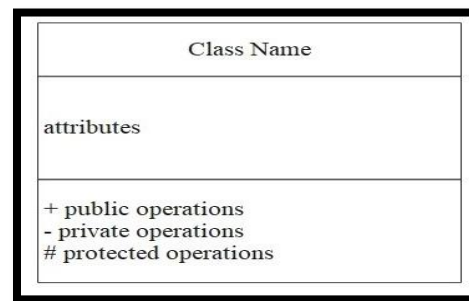 Class Name
attributes
+ public operations
- private operations
# protected operations